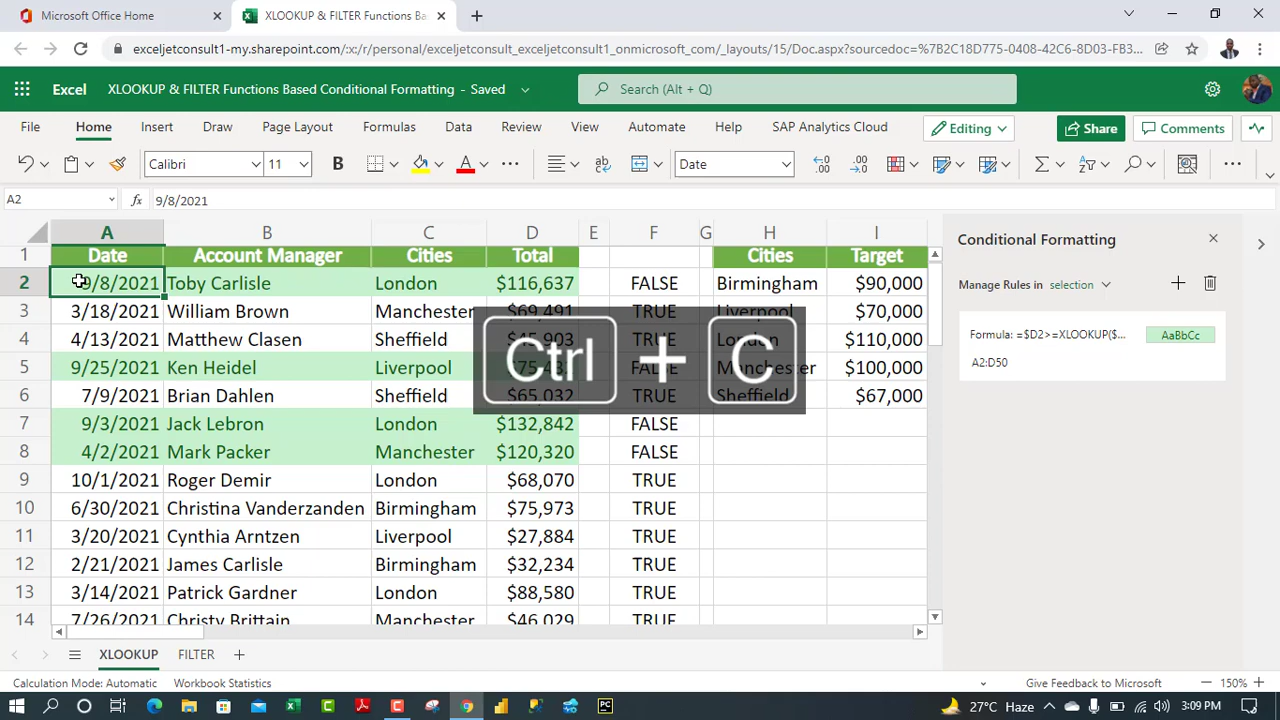 Microsoft Office Home
XLOOKUP & FILTER Functions Ba
exceljetconsult1-my.sharepoint.com/:x:/r/personal/exceljetconsult_exceljetconsult1_onmicrosoft_com/_layouts/15/Doc.aspx?sourcedoc=%7B2C18D775-0408-42C6-8D03-FB3...
Excel
XLOOKUP & FILTER Functions Based Conditional Formatting - Saved
Search (Alt + Q)
File Home Insert Draw Page Layout Formulas Data Review View Automate Help SAP Analytics Cloud Editing Share Comments
Calibri 11 B A Date
A2 fx 9/8/2021
A B C D E F G H I
1 Date Account Manager Cities Total Cities Target
2 9/8/2021 Toby Carlisle London $116,637 FALSE Birmingham $90,000
3 3/18/2021 William Brown Manchester $69,491 TRUE Liverpool $70,000
4 4/13/2021 Matthew Clasen Sheffield $45,903 TRUE London $110,000
5 9/25/2021 Ken Heidel Liverpool FALSE Manchester $100,000
6 7/9/2021 Brian Dahlen Sheffield $65,032 TRUE Sheffield $67,000
7 9/3/2021 Jack Lebron London $132,842 FALSE
8 4/2/2021 Mark Packer Manchester $120,320 FALSE
9 10/1/2021 Roger Demir London $68,070 TRUE
10 6/30/2021 Christina Vanderzanden Birmingham $75,973 TRUE
11 3/20/2021 Cynthia Arntzen Liverpool $27,884 TRUE
12 2/21/2021 James Carlisle Birmingham $32,234 TRUE
13 3/14/2021 Patrick Gardner London $88,580 TRUE
14 7/26/2021 Christy Brittain Manchester $46,029 TRUE
Ctrl + C
Conditional Formatting
Manage Rules in selection
Formula: =$D2>=XLOOKUP($... AaBbCc
A2:D50
XLOOKUP FILTER
Calculation Mode: Automatic Workbook Statistics Give Feedback to Microsoft 150%
27°C Haze 3:09 PM